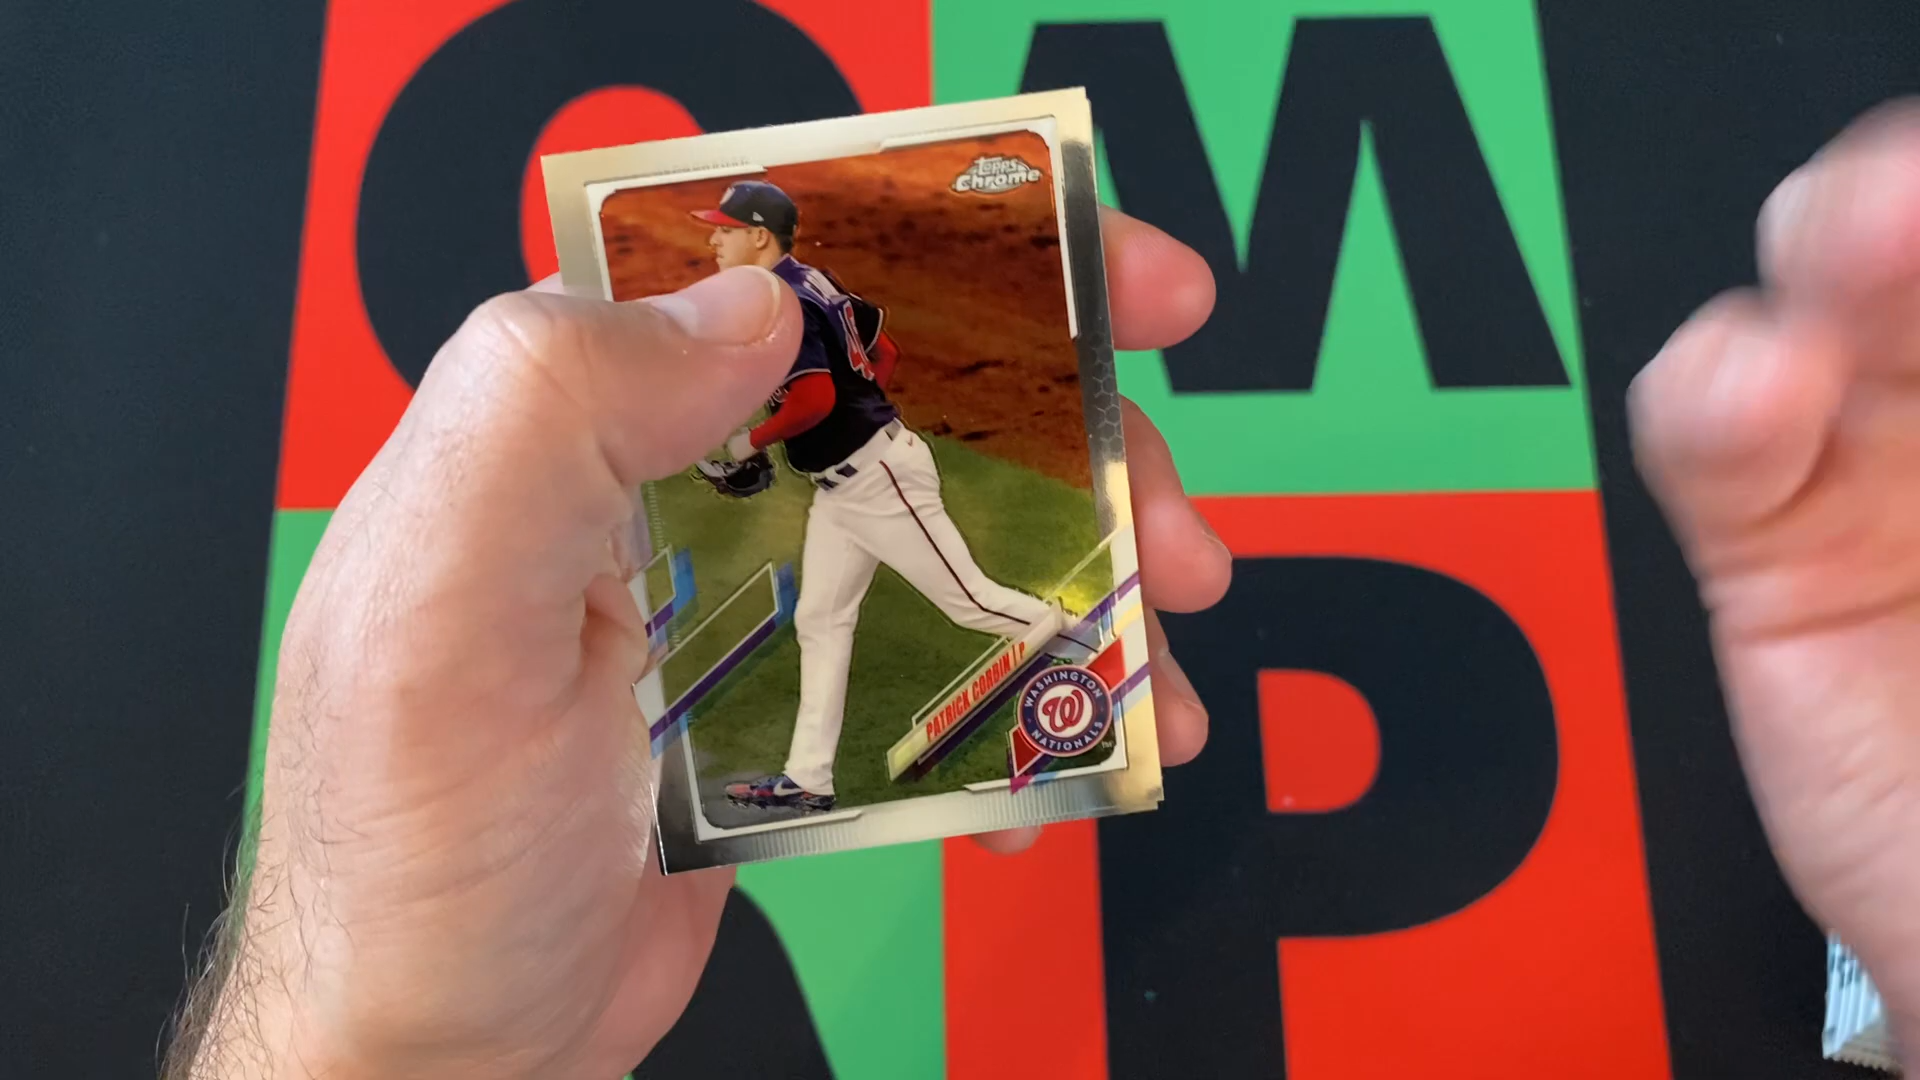 M
Topps
Chrome
PATRICK CORBIN | P
WASHINGTON
W
NATIONALS
P